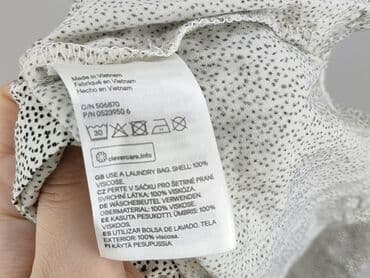 Made in Vietnam
Fabriqué en Vietnam
Hecho en Vietnam
O/N 506870
P/N 0523950 6
30
clevercare.info
GB USE A LAUNDRY BAG. SHELL: 100%
VISCOSE.
CZ PERTE V SÁČKU PRO ŠETRNÉ PRANÍ.
SVRCHNÍ LÁTKA: 100% VISKÓZA.
DE WÄSCHEBEUTEL VERWENDEN.
OBERMATERIAL: 100% VISKOSE.
EE KASUTA PESUKOTTI. ÜMBRIS: 100%
VISKOOS.
ES UTILIZAR BOLSA DE LAVADO. TELA
EXTERIOR: 100% viscosa.
FI KÄYTÄ PESUPUSSIA.